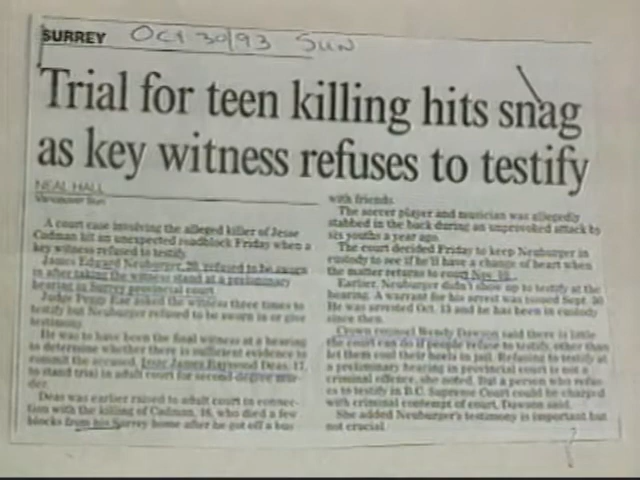 SURREY Oct 30/93 Sun
Trial for teen killing hits snag
as key witness refuses to testify
NEAL HALL
Vancouver Sun
A court case involving the alleged killer of Jesse
Cadman hit an unexpected roadblock Friday when a
key witness refused to testify.
James Edward Neuburger, 20, refused to be sworn
in after taking the witness stand at a preliminary
hearing in Surrey provincial court.
Judge Peggy asked the witness three times to
testify but Neuburger refused to be sworn in or give
testimony.
He was to have been the final witness at a hearing
to determine whether there is sufficient evidence to
commit the accused, James Raymond Deas, 17,
to stand trial in adult court for second-degree mur-
der.
Deas was earlier raised to adult court in connec-
tion with the killing of Cadman, 16, who died a few
blocks from his Surrey home after he got off a bus
with friends.
The soccer player and musician was allegedly
stabbed in the back during an unprovoked attack by
six youths a year ago.
The court decided Friday to keep Neuburger in
custody to see if he'll have a change of heart when
the matter returns to court Nov.
Earlier, Neuburger didn't show up to testify at the
hearing. A warrant for his arrest was issued Sept. 30
He was arrested Oct. 13 and he has been in custody
since then.
Crown counsel Wendy Dawson said there is little
the court can do if people refuse to testify, other than
let them cool their heels in jail. Refusing to testify at
a preliminary hearing in provincial court is not a
criminal offence, she noted. But a person who refus-
es to testify in B.C. Supreme Court could be charged
with criminal contempt of court, Dawson said.
She added Neuburger's testimony is important but
not crucial.